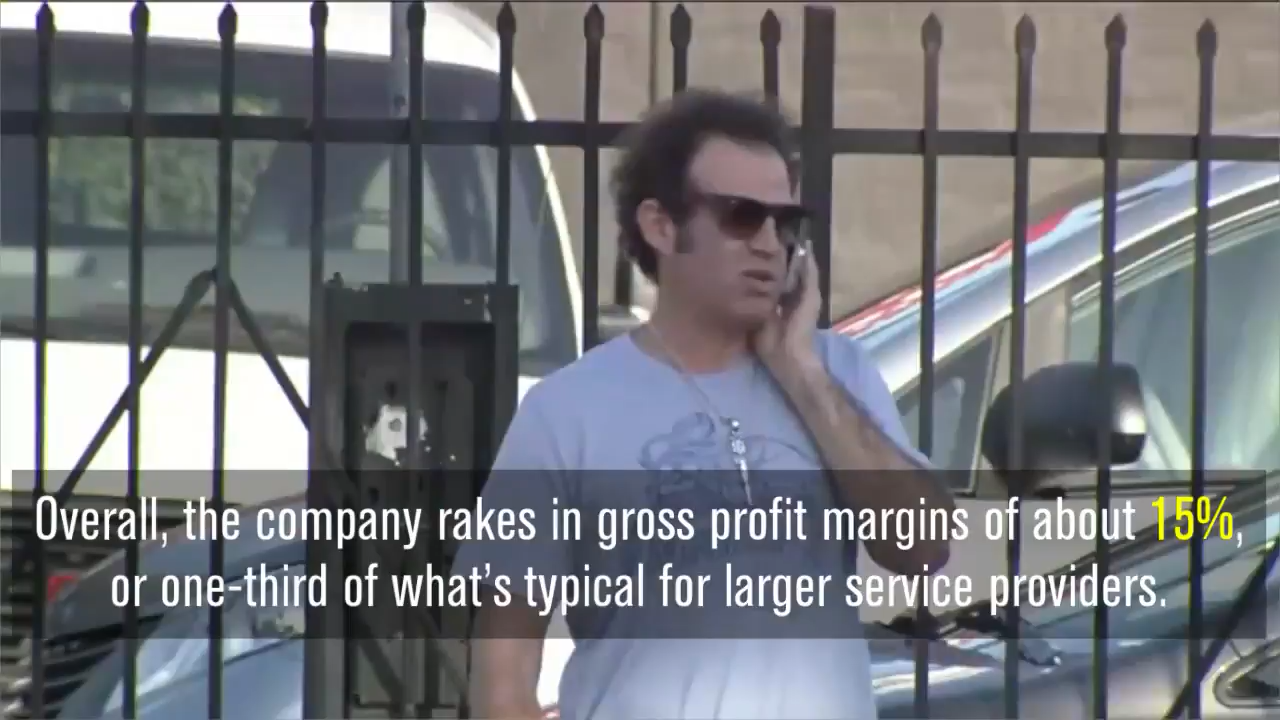 Overall, the company rakes in gross profit margins of about 15%,
or one-third of what’s typical for larger service providers.